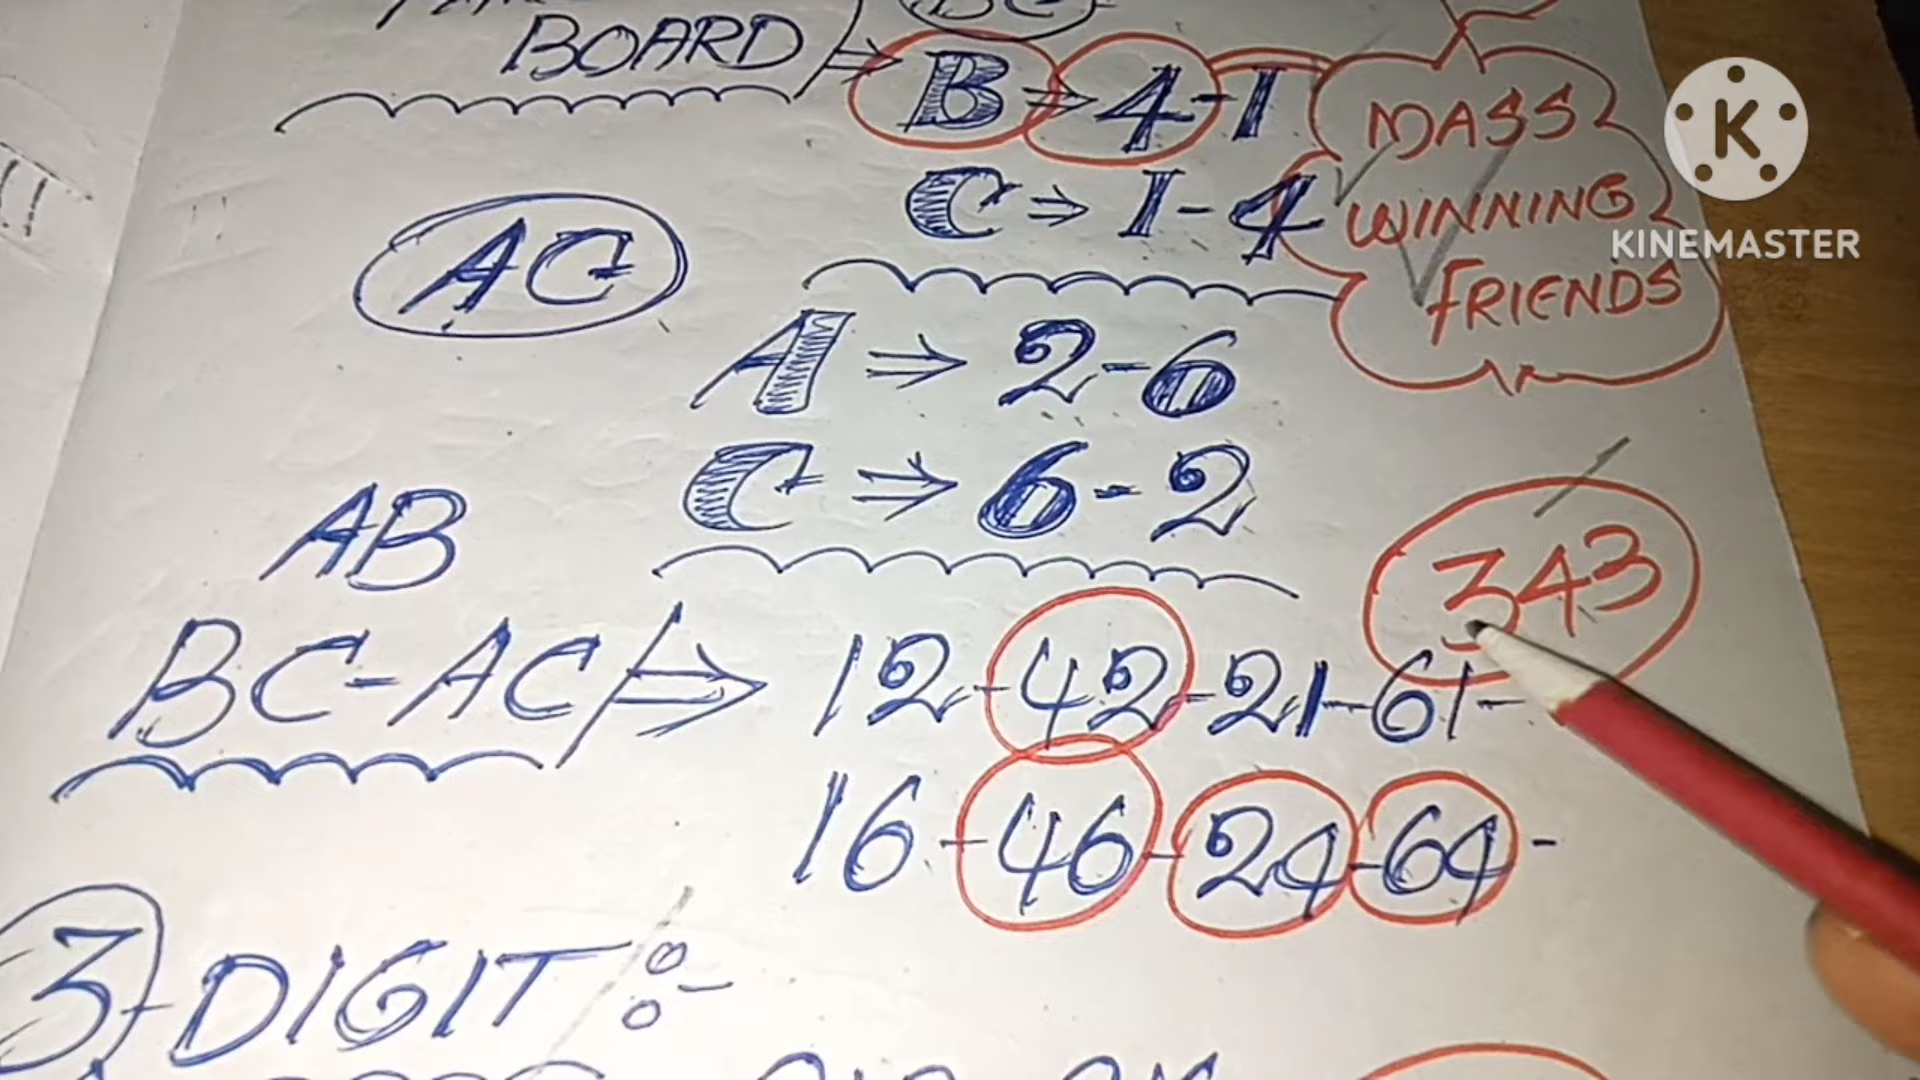 BOARD
BC
B ⇒ 4-1
C ⇒ 1-4
MASS
WINNING
FRIENDS
K
KINEMASTER
AC
A ⇒ 2-6
C ⇒ 6-2
343
AB
BC-AC ⇒ 12-42-21-61-
16-46-24-64-
3-DIGIT:-